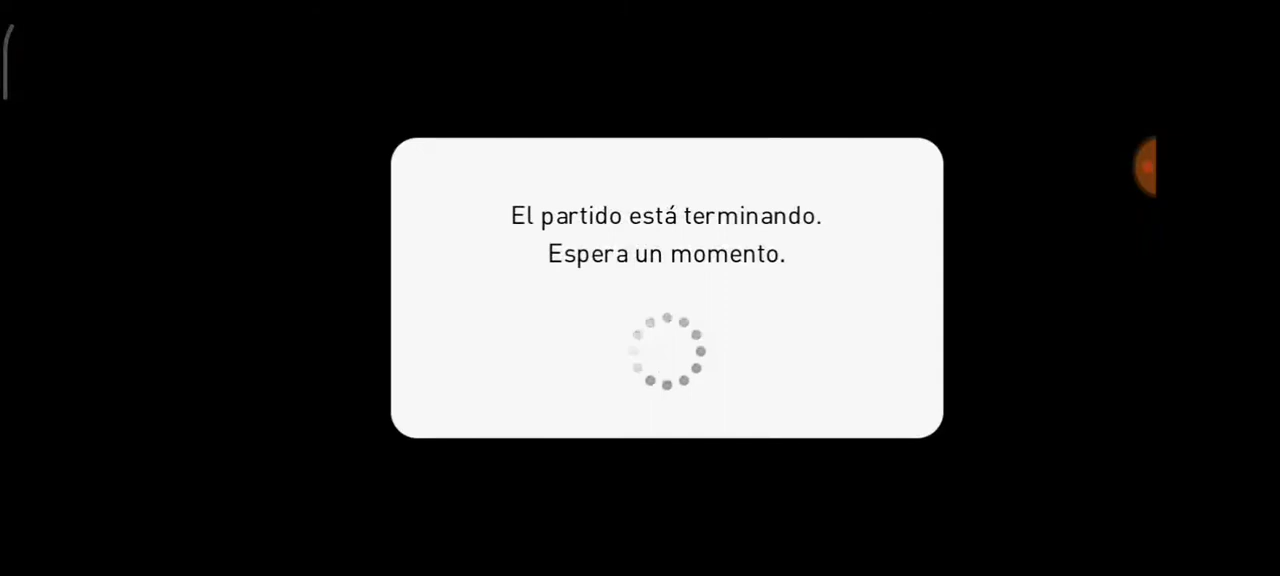 El partido está terminando.
Espera un momento.